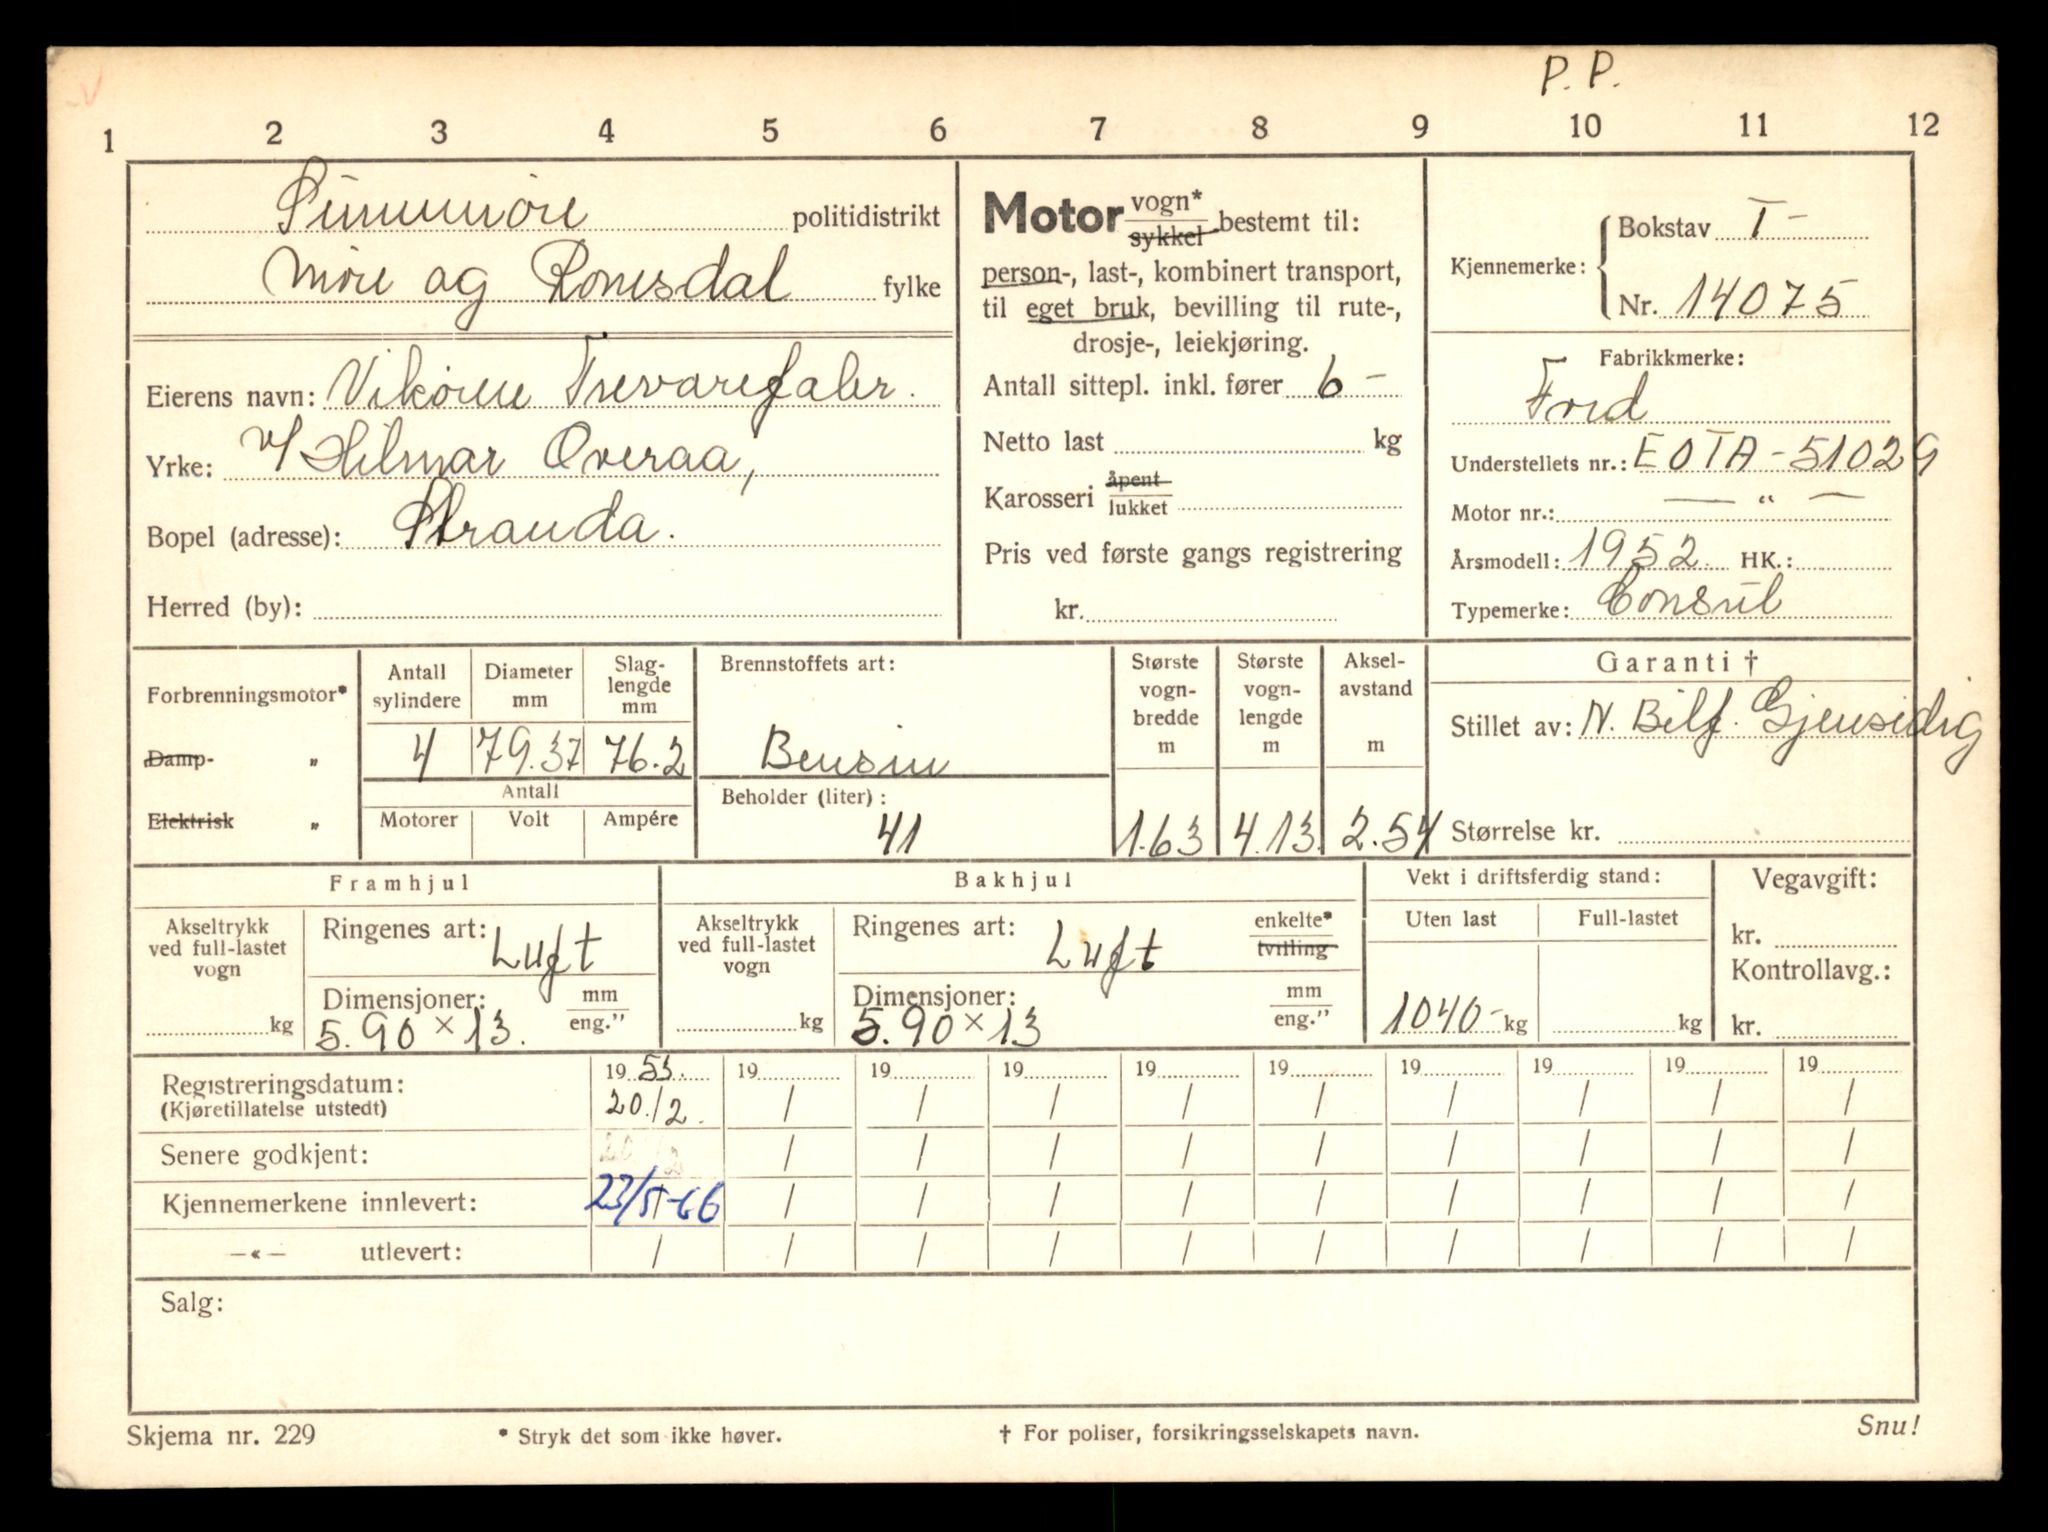 P. P.
1 2 3 4 5 6 7 8 9 10 11 12
Sunnmøre politidistrikt
Møre og Romsdal fylke
Eierens navn: Vikøren Trevarefabr.
Yrke: v/ Hilmar Overaa,
Bopel (adresse): Stranda.
Herred (by):
Motor vogn* sykkel bestemt til:
person-, last-, kombinert transport,
til eget bruk, bevilling til rute-,
drosje-, leiekjøring.
Antall sittepl. inkl. fører 6 -
Netto last kg
Karosseri åpent lukket
Pris ved første gangs registrering
kr.
Kjennemerke: Bokstav T-
Nr. 14075
Fabrikkmerke:
Ford
Understellets nr.: EOTA-51029
Motor nr.: — " —
Årsmodell: 1952. HK.:
Typemerke: Consul
Forbrenningsmotor*
Damp- „
Elektrisk „
Antall sylindere
Diameter mm
Slag-lengde mm
4 79.37 76.2
Antall
Motorer Volt Ampére
Brennstoffets art:
Bensin
Beholder (liter):
41
Største vogn-bredde m
1.63
Største vogn-lengde m
4.13
Aksel-avstand m
2.54
Garanti †
Stillet av: N. Bilf. Gjensidig
Størrelse kr.
Framhjul
Akseltrykk ved full-lastet vogn
kg
Ringenes art: Luft
Dimensjoner: mm eng."
5.90 × 13.
Bakhjul
Akseltrykk ved full-lastet vogn
kg
Ringenes art: Luft enkelte* tvilling
Dimensjoner: mm eng."
5.90 × 13
Vekt i driftsferdig stand:
Uten last Full-lastet
1040- kg kg
Vegavgift:
kr.
Kontrollavg.:
kr.
Registreringsdatum: 1953. 19 19 19 19 19 19 19 19 19
(Kjøretillatelse utstedt) 20./2. / / / / / / / / /
Senere godkjent: / / / / / / / / /
Kjennemerkene innlevert: 23/5-66 / / / / / / / / /
—«— utlevert: / / / / / / / / / /
Salg:
Skjema nr. 229
* Stryk det som ikke høver.
† For poliser, forsikringsselskapets navn.
Snu!